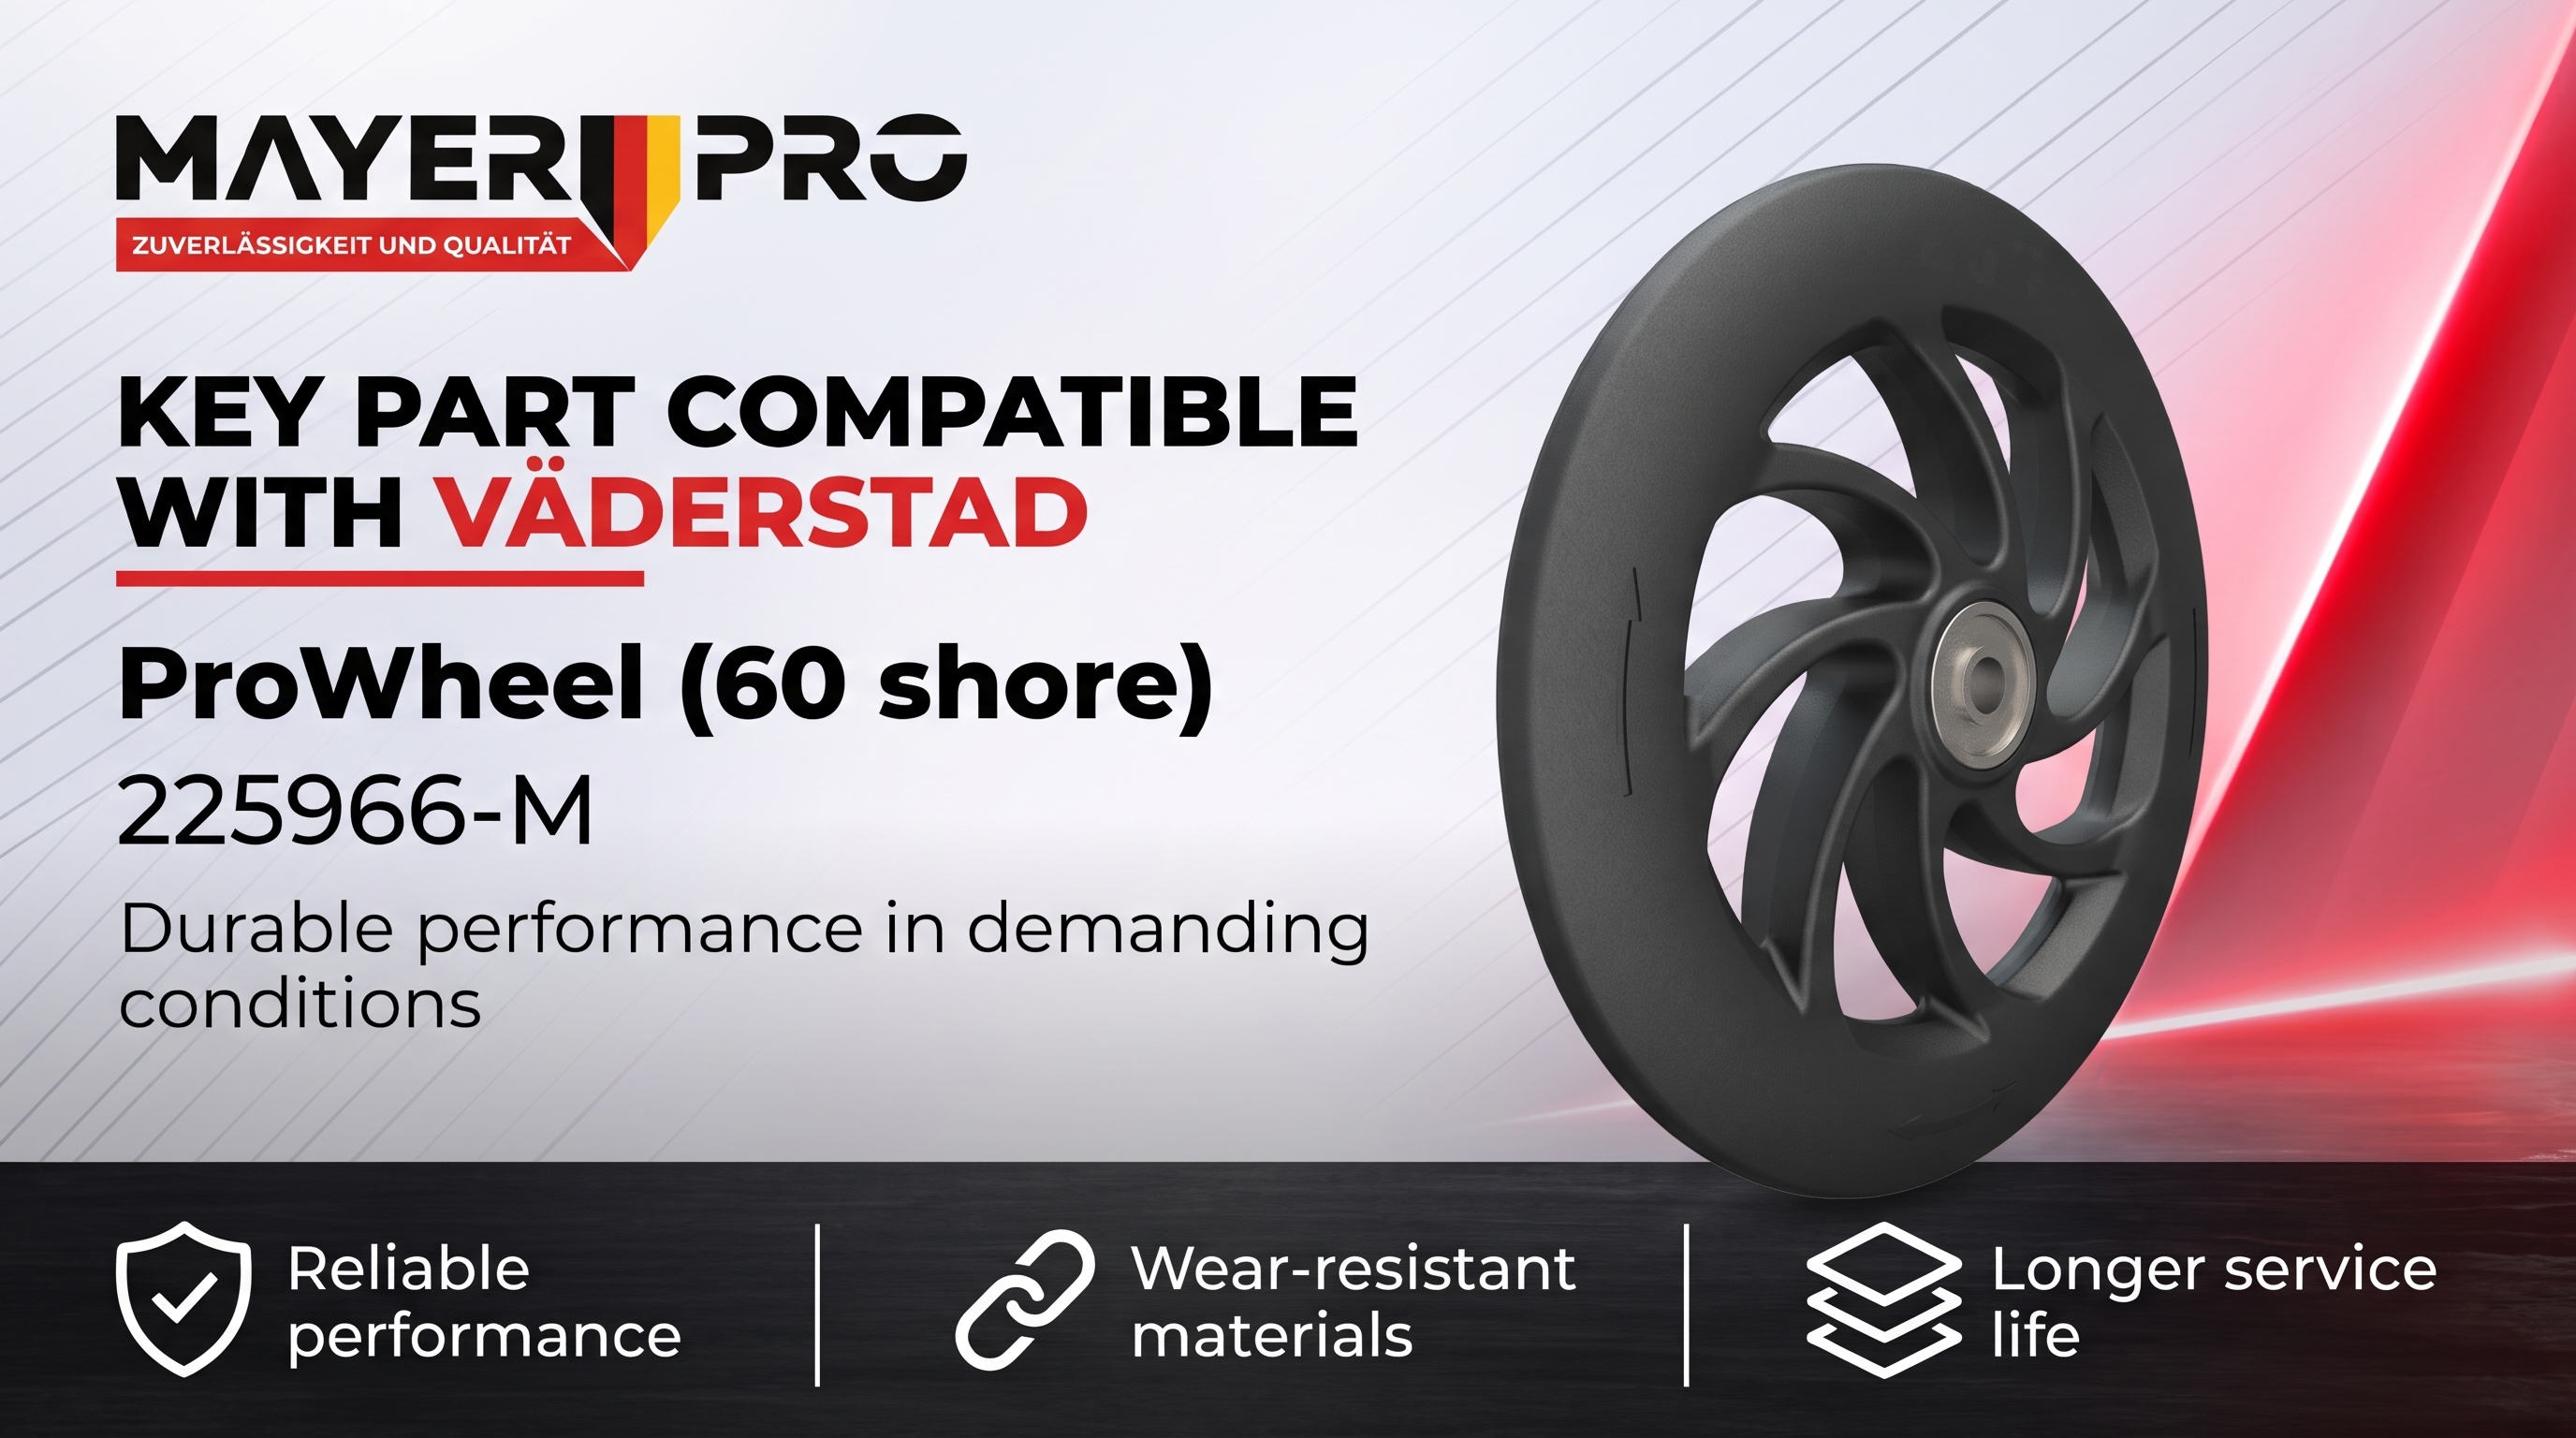 MAYER PRO
ZUVERLÄSSIGKEIT UND QUALITÄT
KEY PART COMPATIBLE
WITH VÄDERSTAD
ProWheel (60 shore)
225966-M
Durable performance in demanding
conditions
Reliable
performance
Wear-resistant
materials
Longer service
life